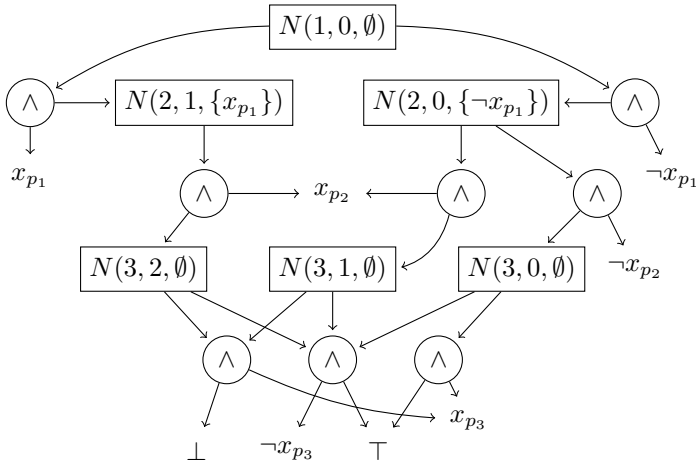 N(1, 0, ∅)
∧ N(2, 1, {x_{p_1}}) N(2, 0, {¬x_{p_1}}) ∧
x_{p_1} ¬x_{p_1}
∧ x_{p_2} ∧ ∧
N(3, 2, ∅) N(3, 1, ∅) N(3, 0, ∅) ¬x_{p_2}
∧ ∧ ∧
x_{p_3}
⊥ ¬x_{p_3} ⊤